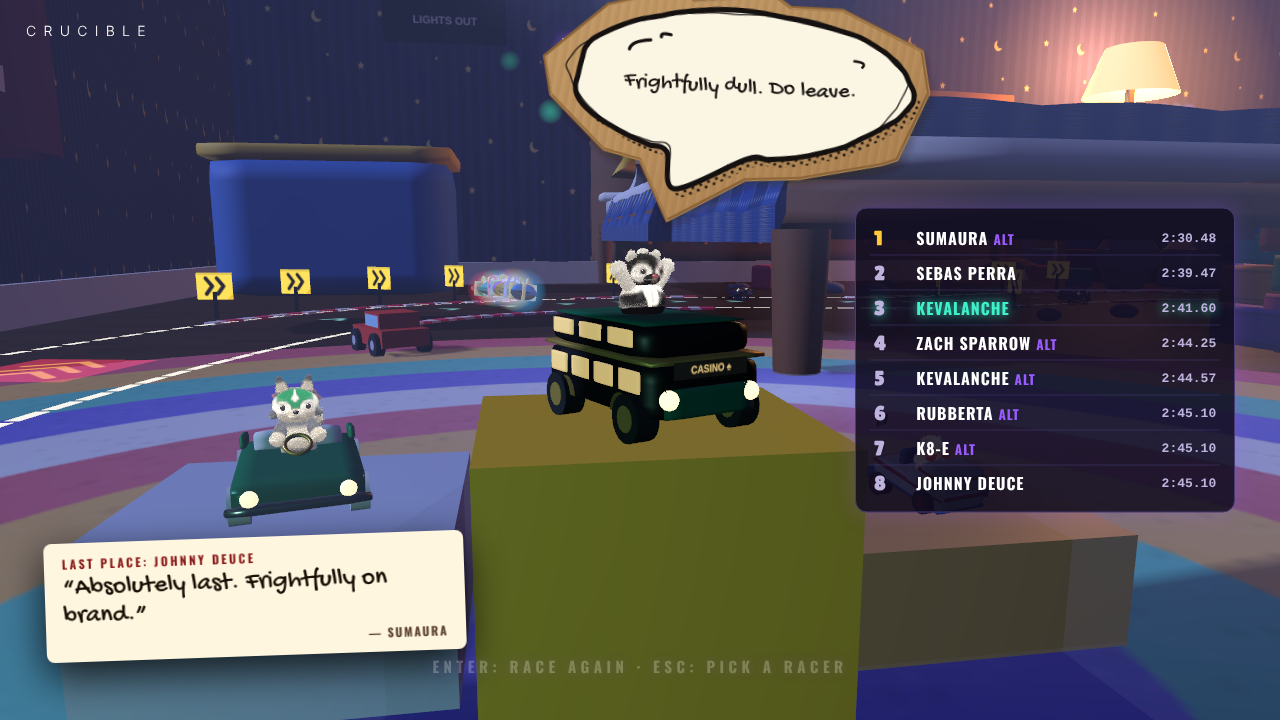 CRUCIBLE
LIGHTS OUT
Frightfully dull. Do leave.
CASINO ♠
1 SUMAURA ALT 2:30.48
2 SEBAS PERRA 2:39.47
3 KEVALANCHE 2:41.60
4 ZACH SPARROW ALT 2:44.25
5 KEVALANCHE ALT 2:44.57
6 RUBBERTA ALT 2:45.10
7 K8-E ALT 2:45.10
8 JOHNNY DEUCE 2:45.10
LAST PLACE: JOHNNY DEUCE
“Absolutely last. Frightfully on
brand.”
— SUMAURA
ENTER: RACE AGAIN · ESC: PICK A RACER